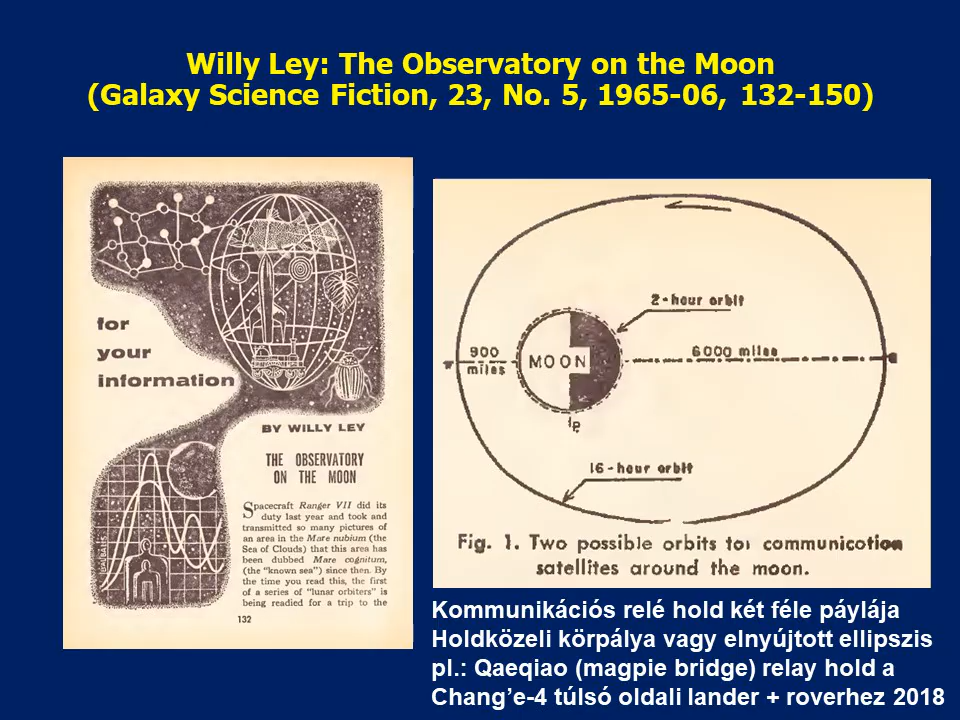 Willy Ley: The Observatory on the Moon
(Galaxy Science Fiction, 23, No. 5, 1965-06, 132-150)
for
your
information
BY WILLY LEY
THE OBSERVATORY
ON THE MOON
Spacecraft Ranger VII did its
duty last year and took and
transmitted so many pictures of
an area in the Mare nubium (the
Sea of Clouds) that this area has
been dubbed Mare cognitum,
(the "known sea") since then. By
the time you read this, the first
of a series of "lunar orbiters" is
being readied for a trip to the
132
2-hour orbit
900
miles
MOON
6000 miles
16-hour orbit
Fig. 1. Two possible orbits for communication
satellites around the moon.
Kommunikációs relé hold két féle páylája
Holdközeli körpálya vagy elnyújtott ellipszis
pl.: Qaeqiao (magpie bridge) relay hold a
Chang'e-4 túlsó oldali lander + roverhez 2018